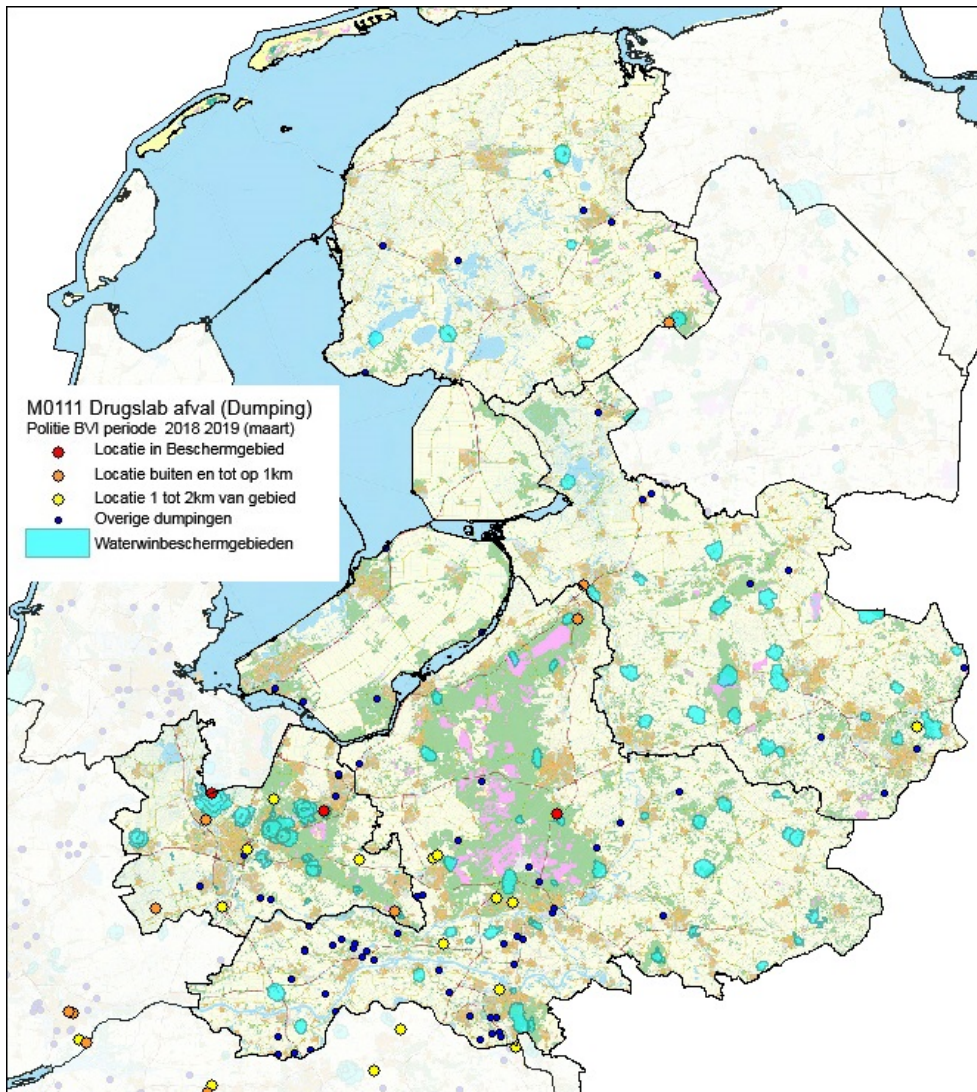 M0111 Drugslab afval (Dumping)
Politie BVI periode 2018 2019 (maart)
Locatie in Beschermgebied
Locatie buiten en tot op 1km
Locatie 1 tot 2km van gebied
Overige dumpingen
Waterwinbeschermgebieden